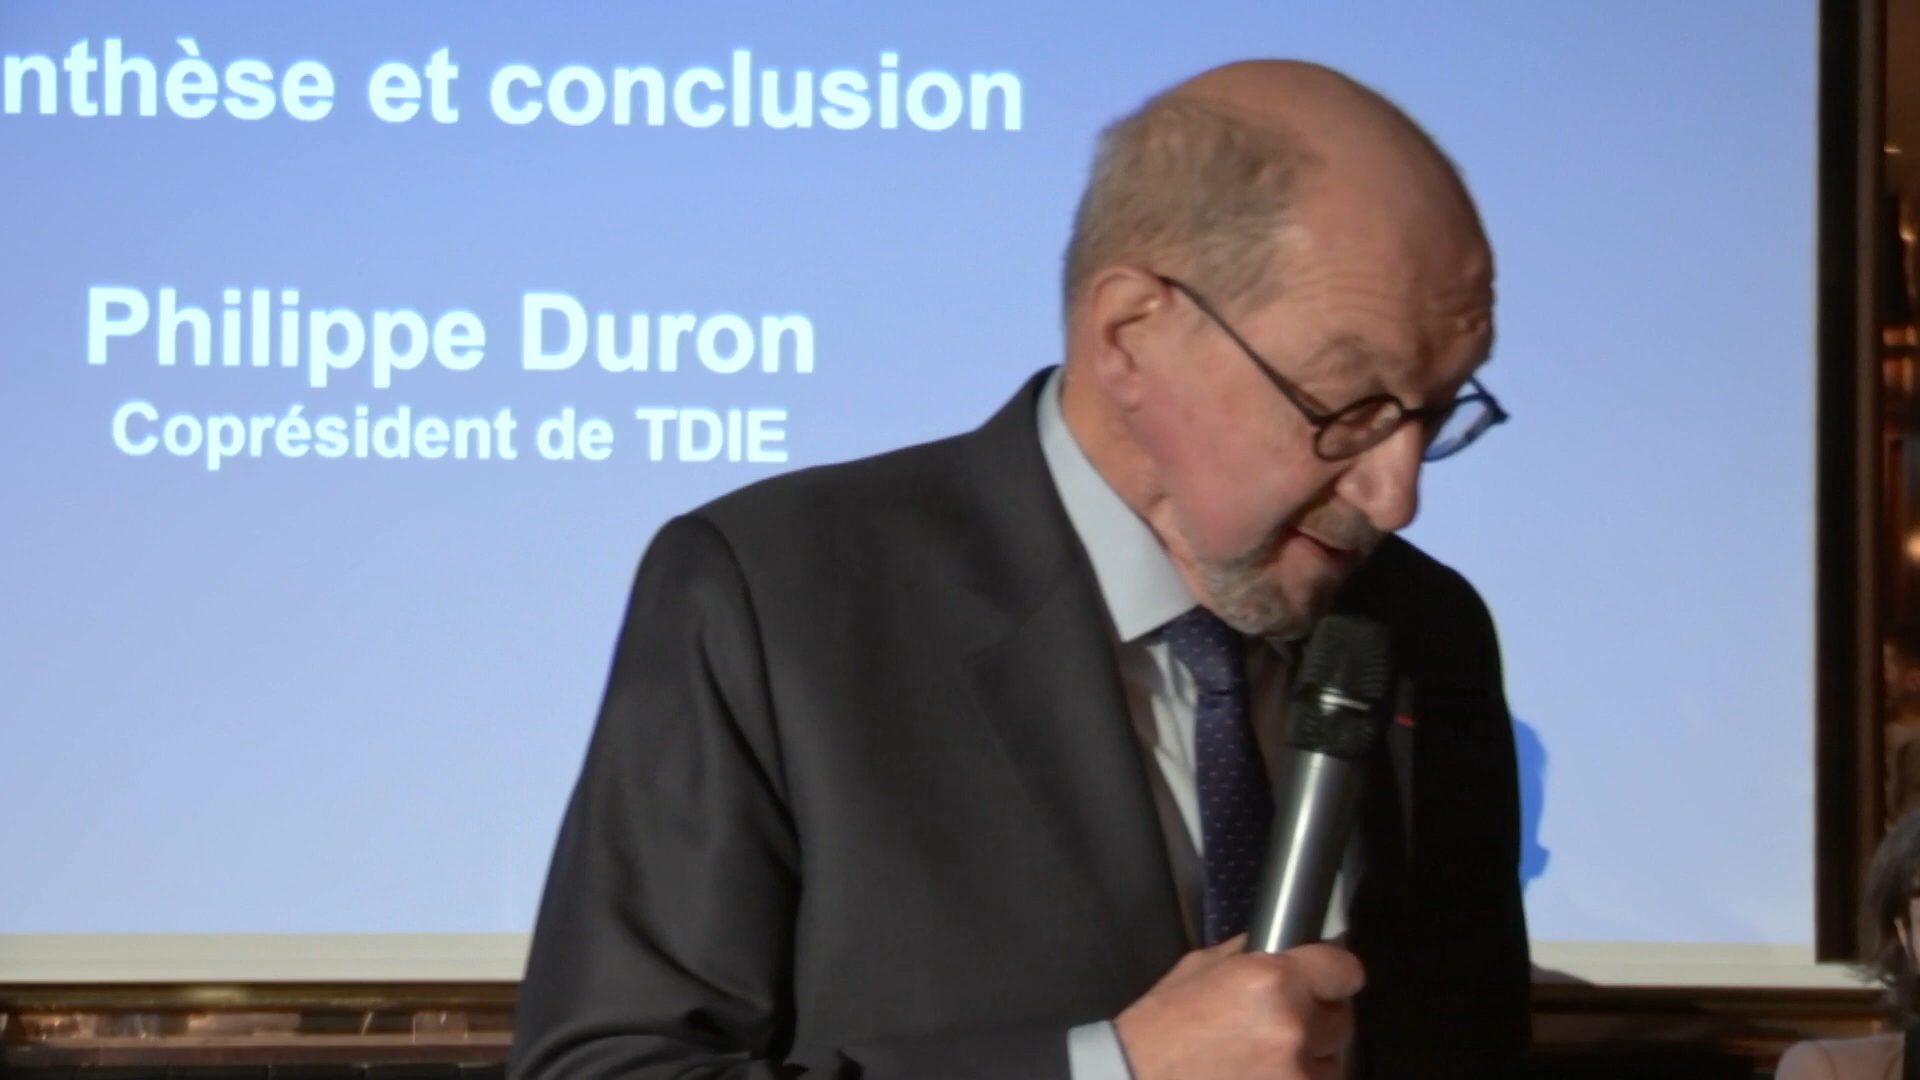 nthèse et conclusion
Philippe Duron
Coprésident de TDIE